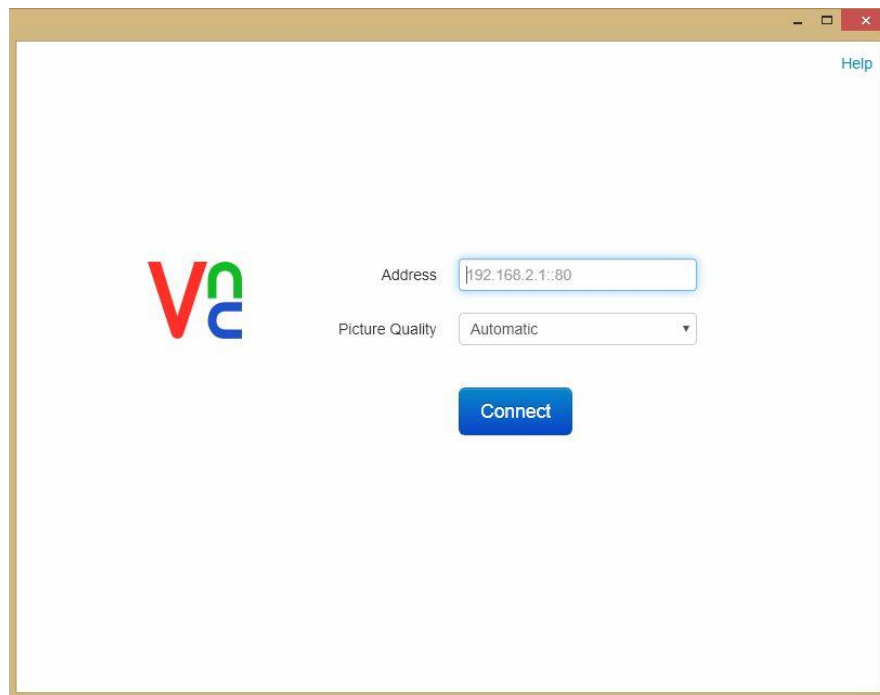 Help
Vnc
Address 192.168.2.1::80
Picture Quality Automatic
Connect